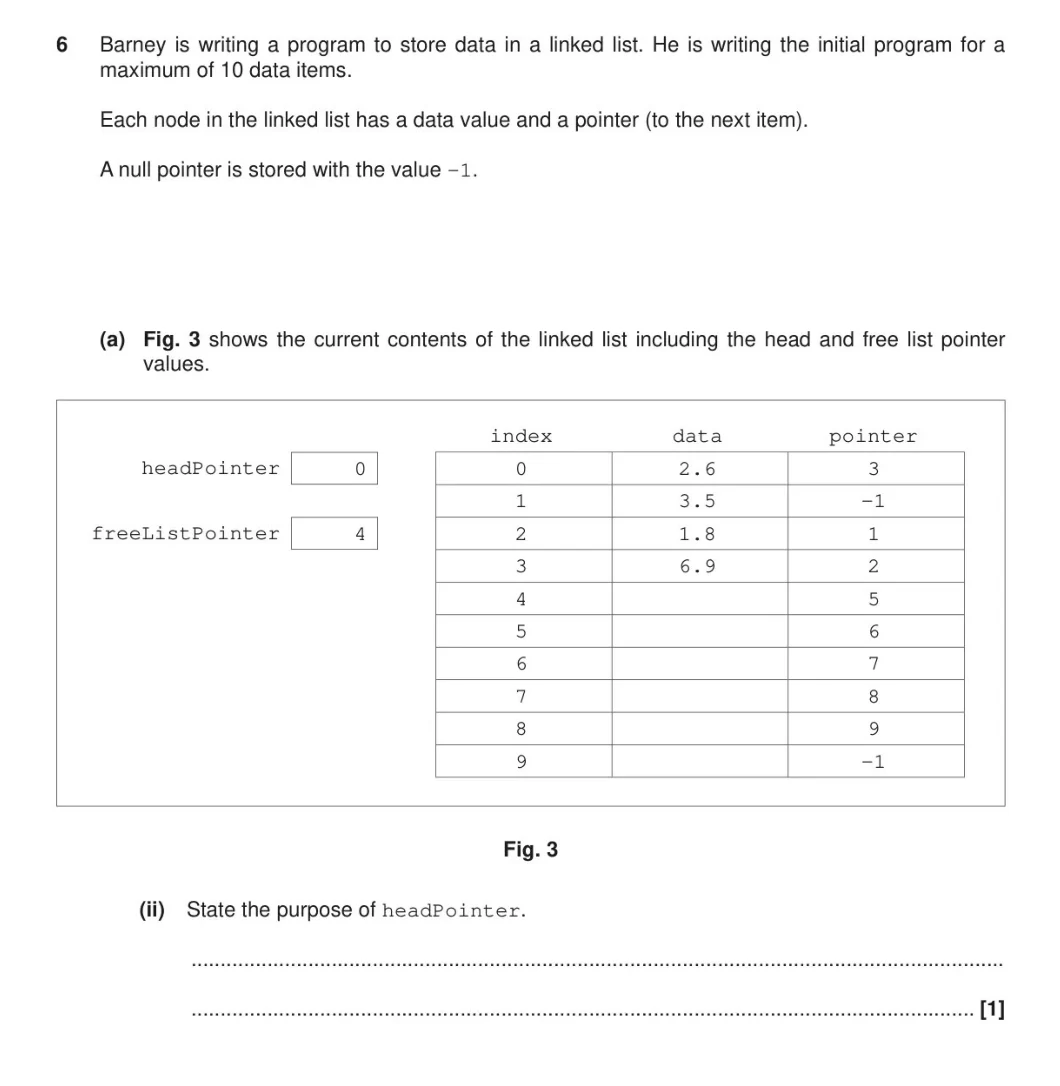 6 Barney is writing a program to store data in a linked list. He is writing the initial program for a
maximum of 10 data items.
Each node in the linked list has a data value and a pointer (to the next item).
A null pointer is stored with the value –1.
(a) Fig. 3 shows the current contents of the linked list including the head and free list pointer
values.
index data pointer
headPointer 0
freeListPointer 4
0 2.6 3
1 3.5 –1
2 1.8 1
3 6.9 2
4 5
5 6
6 7
7 8
8 9
9 –1
Fig. 3
(ii) State the purpose of headPointer.
[1]